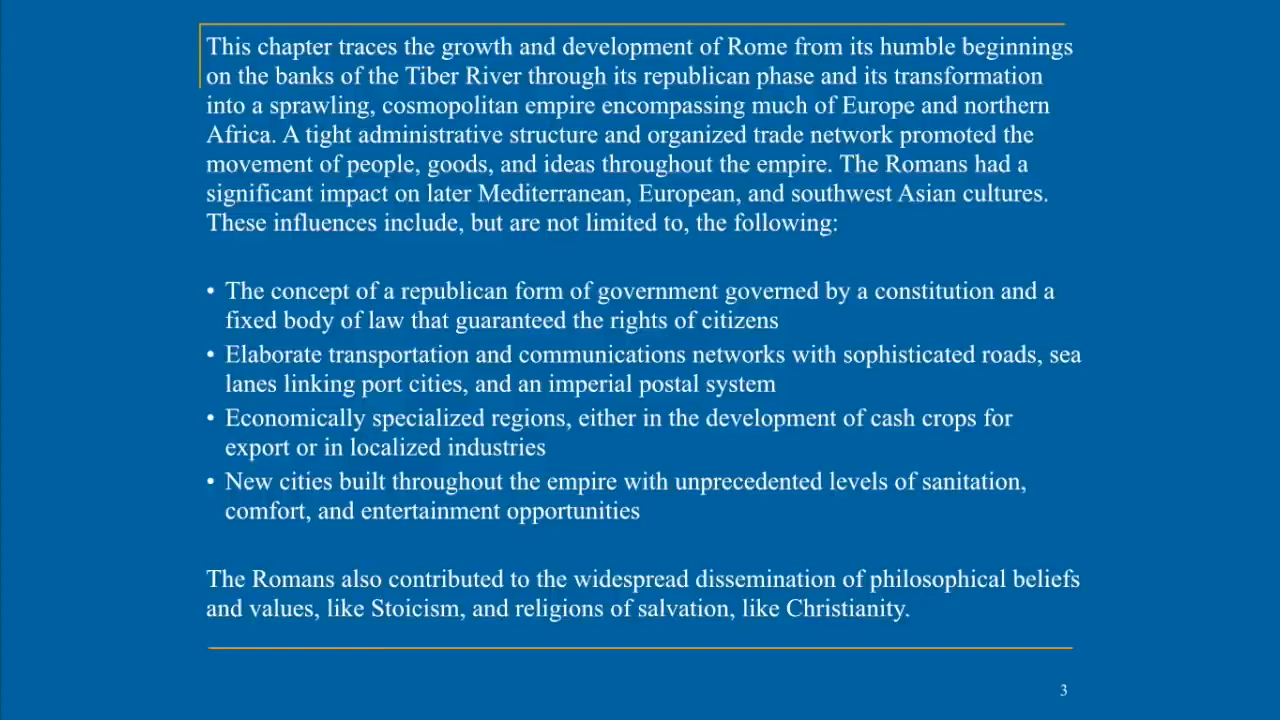 This chapter traces the growth and development of Rome from its humble beginnings
on the banks of the Tiber River through its republican phase and its transformation
into a sprawling, cosmopolitan empire encompassing much of Europe and northern
Africa. A tight administrative structure and organized trade network promoted the
movement of people, goods, and ideas throughout the empire. The Romans had a
significant impact on later Mediterranean, European, and southwest Asian cultures.
These influences include, but are not limited to, the following:
• The concept of a republican form of government governed by a constitution and a
fixed body of law that guaranteed the rights of citizens
• Elaborate transportation and communications networks with sophisticated roads, sea
lanes linking port cities, and an imperial postal system
• Economically specialized regions, either in the development of cash crops for
export or in localized industries
• New cities built throughout the empire with unprecedented levels of sanitation,
comfort, and entertainment opportunities
The Romans also contributed to the widespread dissemination of philosophical beliefs
and values, like Stoicism, and religions of salvation, like Christianity.
3